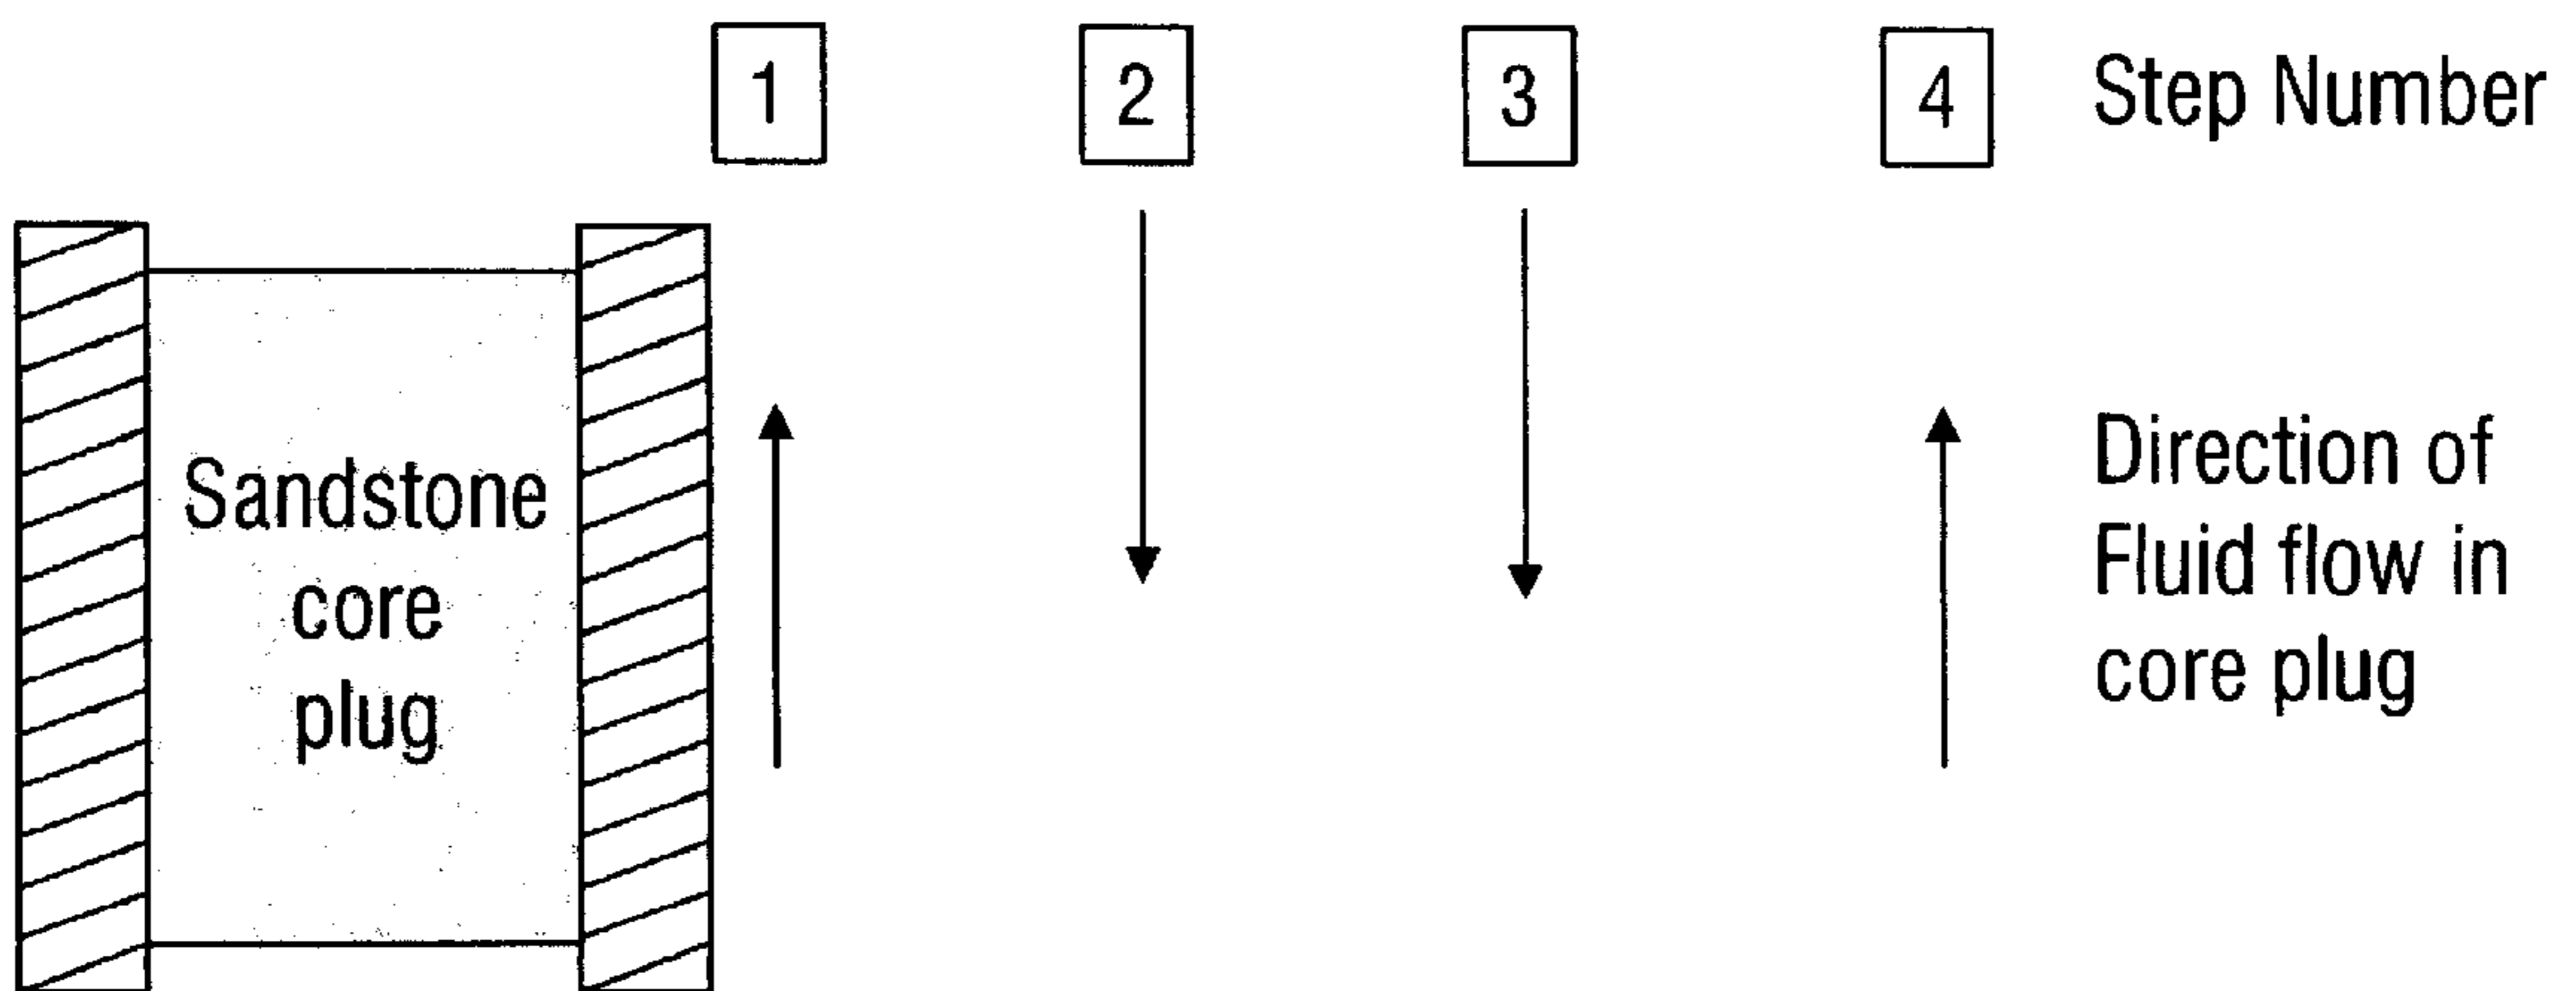 1 2 3 4 Step Number
Sandstone
core
plug
Direction of
Fluid flow in
core plug